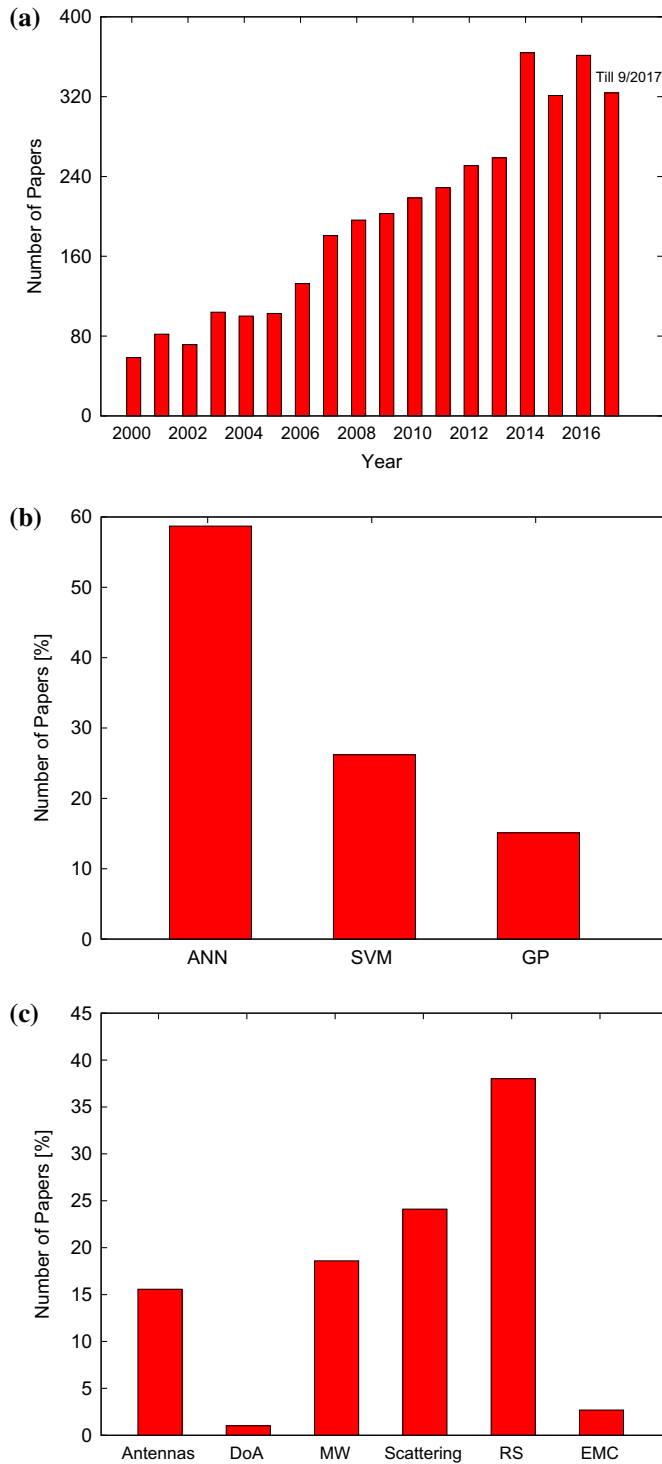 (a)
400
320
240
160
80
0
Number of Papers
Till 9/2017
2000 2002 2004 2006 2008 2010 2012 2014 2016
Year
(b)
60
50
40
30
20
10
0
Number of Papers [%]
ANN SVM GP
(c)
45
40
35
30
25
20
15
10
5
0
Number of Papers [%]
Antennas DoA MW Scattering RS EMC